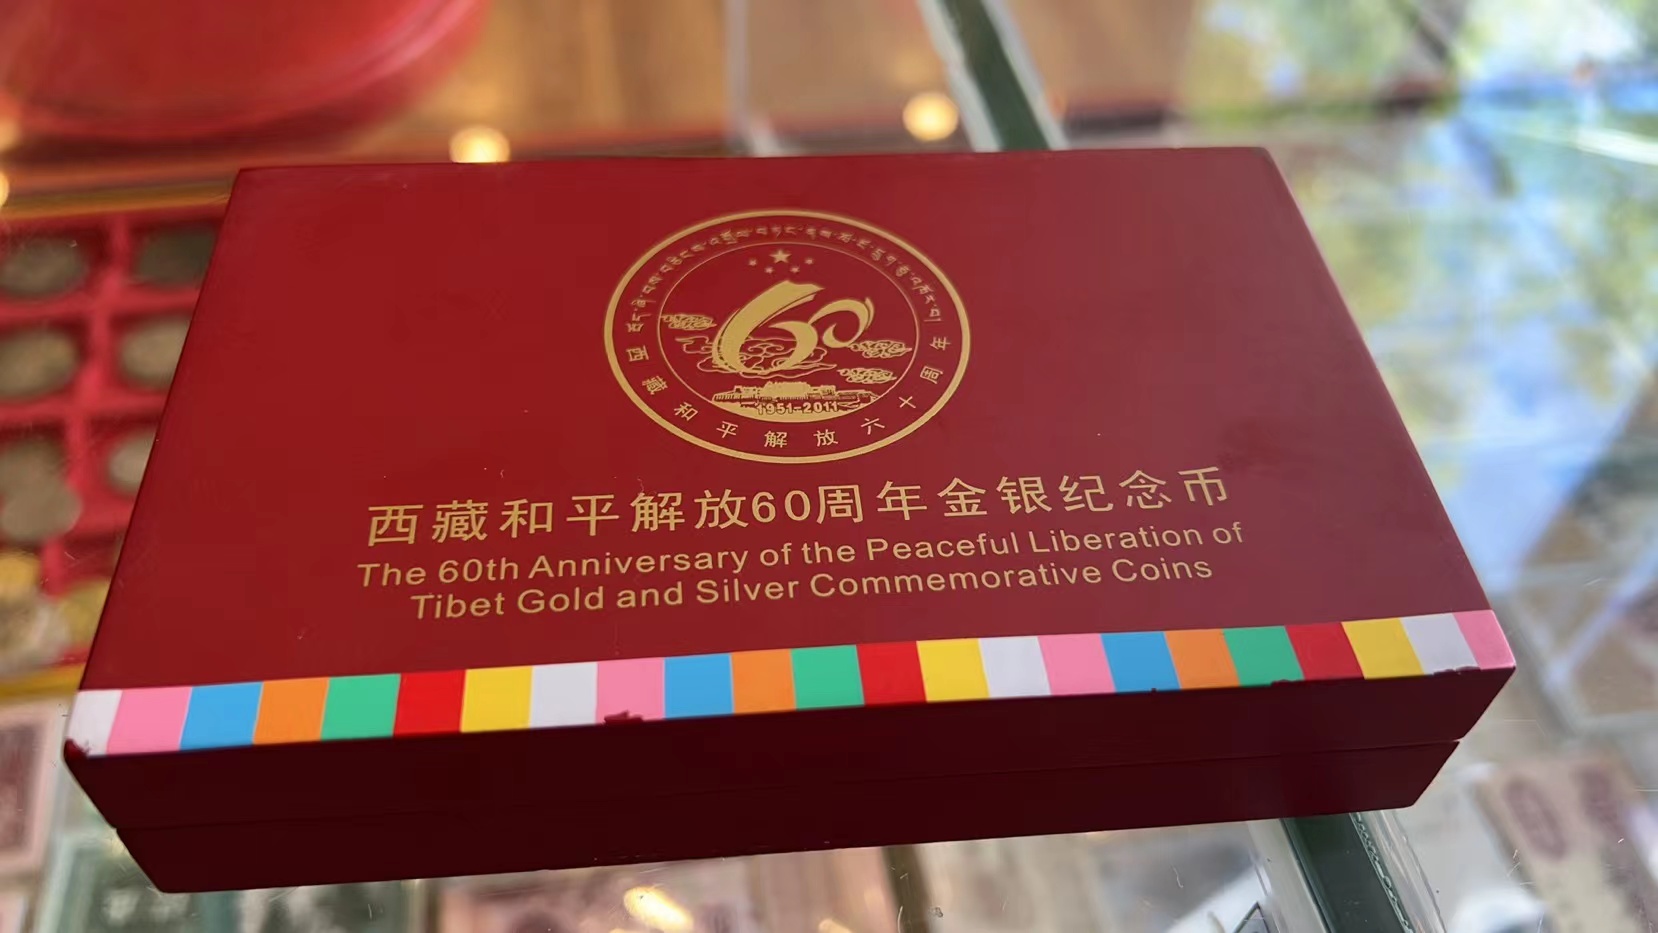 1951-2011
西藏和平解放六十周年
西藏和平解放60周年金银纪念币
The 60th Anniversary of the Peaceful Liberation of
Tibet Gold and Silver Commemorative Coins